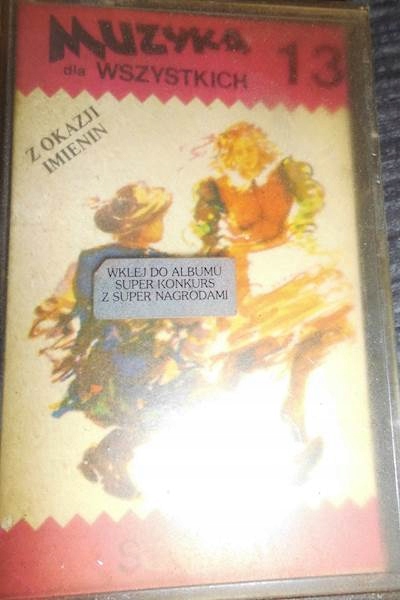 MUZYKA 13
dla WSZYSTKICH
Z OKAZJI
IMIENIN
WKLEJ DO ALBUMU
SUPER KONKURS
Z SUPER NAGRODAMI